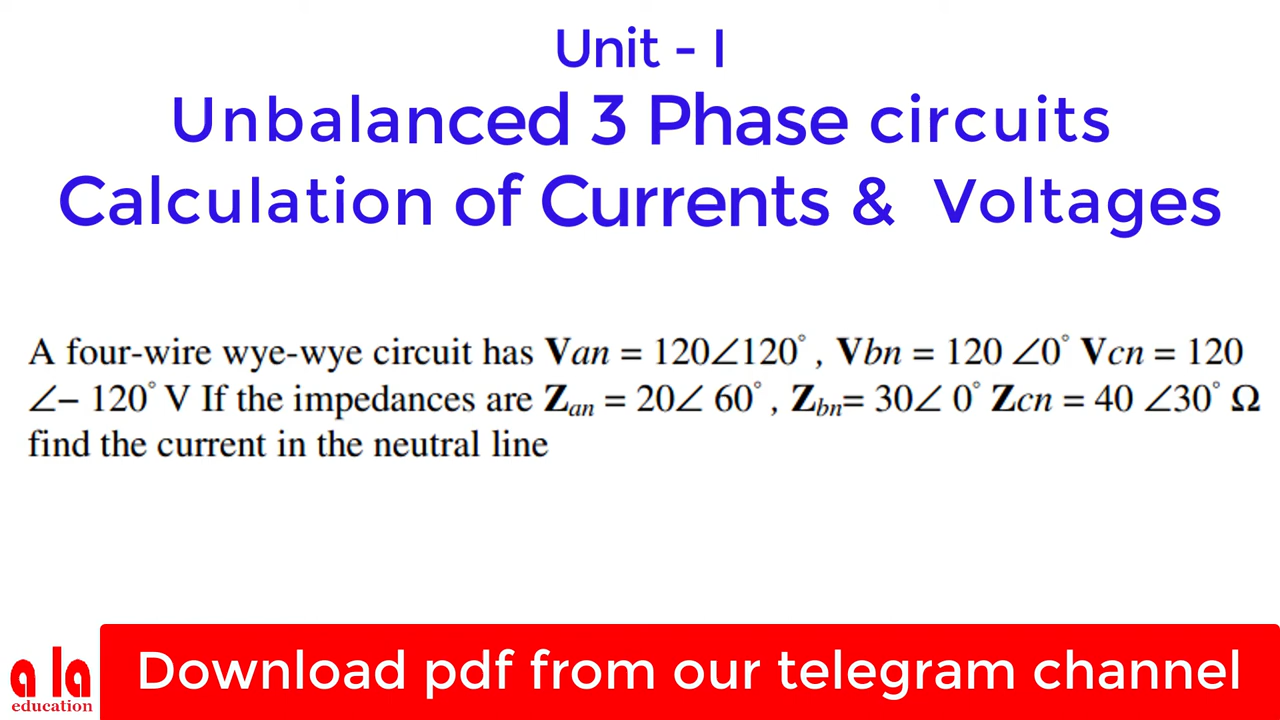 Unit - I
Unbalanced 3 Phase circuits
Calculation of Currents & Voltages
A four-wire wye-wye circuit has Van = 120∠120°, Vbn = 120 ∠0° Vcn = 120
∠− 120° V If the impedances are Zan = 20∠ 60°, Zbn= 30∠ 0° Zcn = 40 ∠30° Ω
find the current in the neutral line
a la
education
Download pdf from our telegram channel